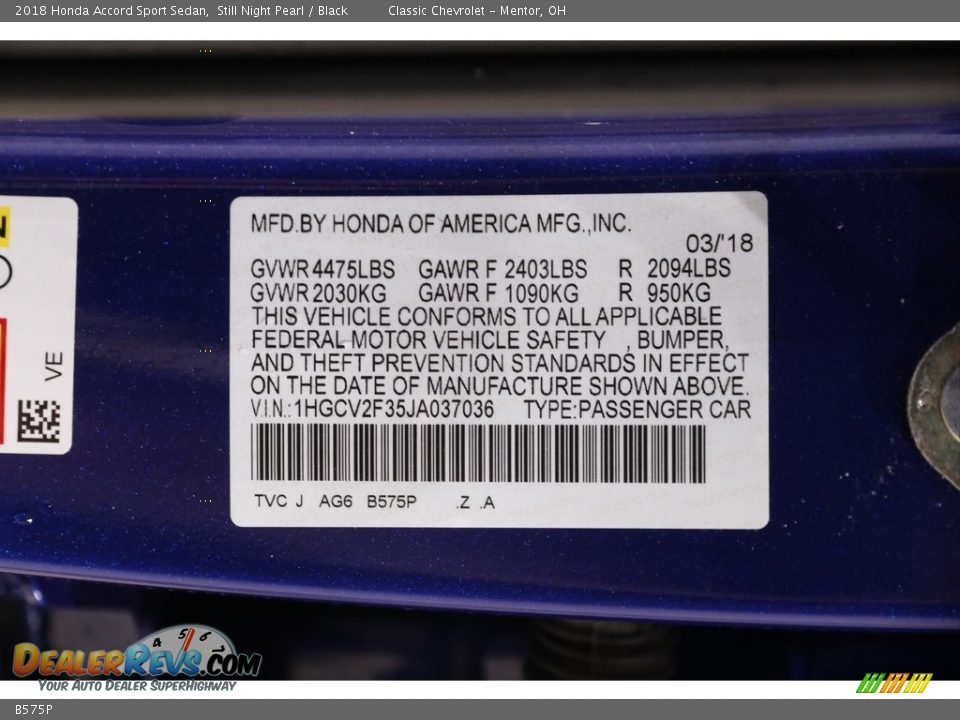 2018 Honda Accord Sport Sedan, Still Night Pearl / Black Classic Chevrolet - Mentor, OH
MFD.BY HONDA OF AMERICA MFG.,INC.
03/'18
GVWR 4475LBS GAWR F 2403LBS R 2094LBS
GVWR 2030KG GAWR F 1090KG R 950KG
THIS VEHICLE CONFORMS TO ALL APPLICABLE
FEDERAL MOTOR VEHICLE SAFETY , BUMPER,
AND THEFT PREVENTION STANDARDS IN EFFECT
ON THE DATE OF MANUFACTURE SHOWN ABOVE.
V.I.N.:1HGCV2F35JA037036 TYPE:PASSENGER CAR
TVC J AG6 B575P .Z .A
VE
4 5 6
DEALERREVS.COM
YOUR AUTO DEALER SUPERHIGHWAY
B575P